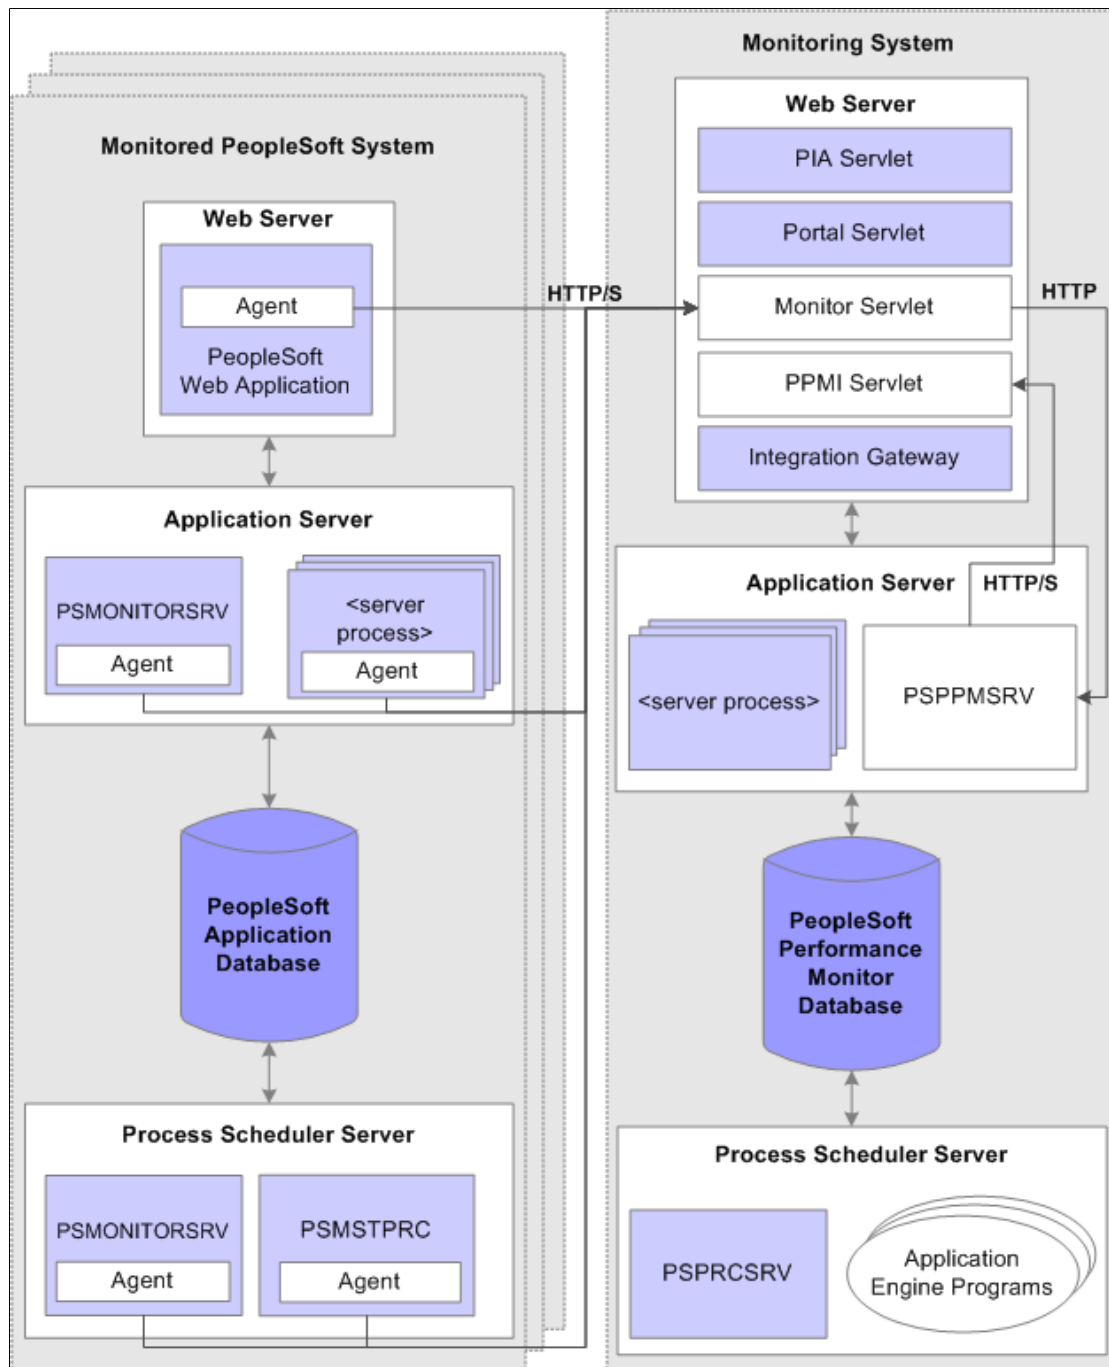 Monitored PeopleSoft System
Web Server
Agent
PeopleSoft
Web Application
Application Server
PSMONITORSRV
Agent
<server
process>
Agent
PeopleSoft
Application
Database
Process Scheduler Server
PSMONITORSRV
Agent
PSMSTPRC
Agent
HTTP/S
Monitoring System
Web Server
PIA Servlet
Portal Servlet
Monitor Servlet
HTTP
PPMI Servlet
Integration Gateway
Application Server
HTTP/S
<server process>
PSPPMSRV
PeopleSoft
Performance
Monitor
Database
Process Scheduler Server
PSPRCSRV
Application
Engine Programs